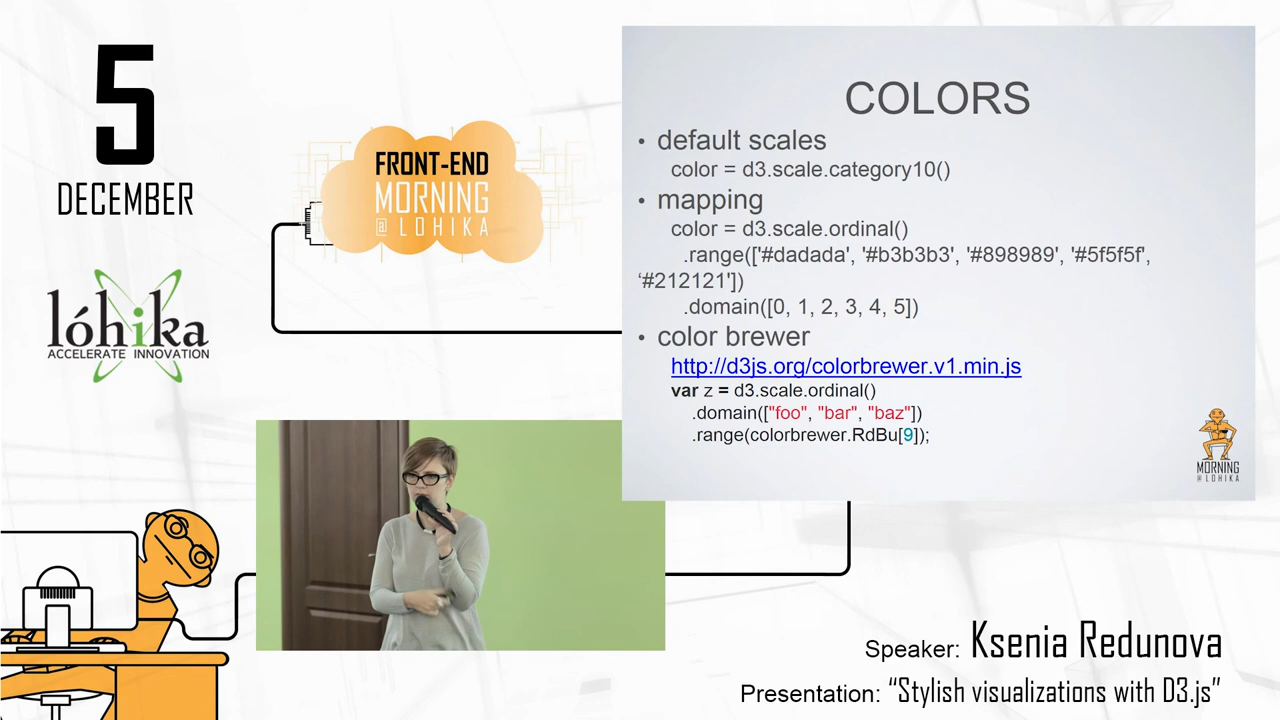 5
DECEMBER
lóhika
ACCELERATE INNOVATION
FRONT-END
MORNING
@ LOHIKA
COLORS
• default scales
color = d3.scale.category10()
• mapping
color = d3.scale.ordinal()
.range(['#dadada', '#b3b3b3', '#898989', '#5f5f5f',
‘#212121'])
.domain([0, 1, 2, 3, 4, 5])
• color brewer
http://d3js.org/colorbrewer.v1.min.js
var z = d3.scale.ordinal()
.domain(["foo", "bar", "baz"])
.range(colorbrewer.RdBu[9]);
MORNING
@ LOHIKA
Speaker: Ksenia Redunova
Presentation: “Stylish visualizations with D3.js”